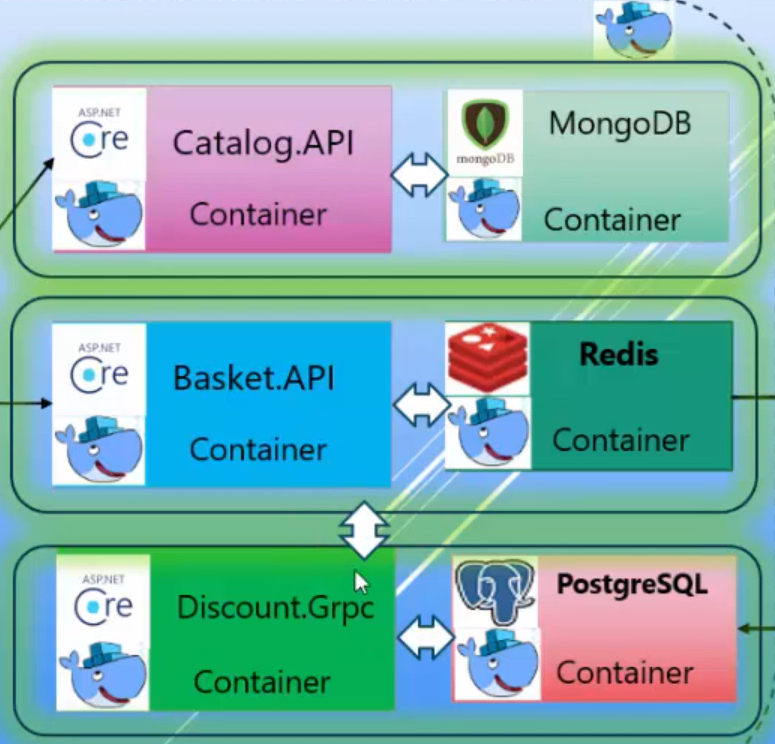 ASP.NET
Core
Catalog.API
Container
mongoDB
MongoDB
Container
ASP.NET
Core
Basket.API
Container
Redis
Container
ASP.NET
Core
Discount.Grpc
Container
PostgreSQL
Container